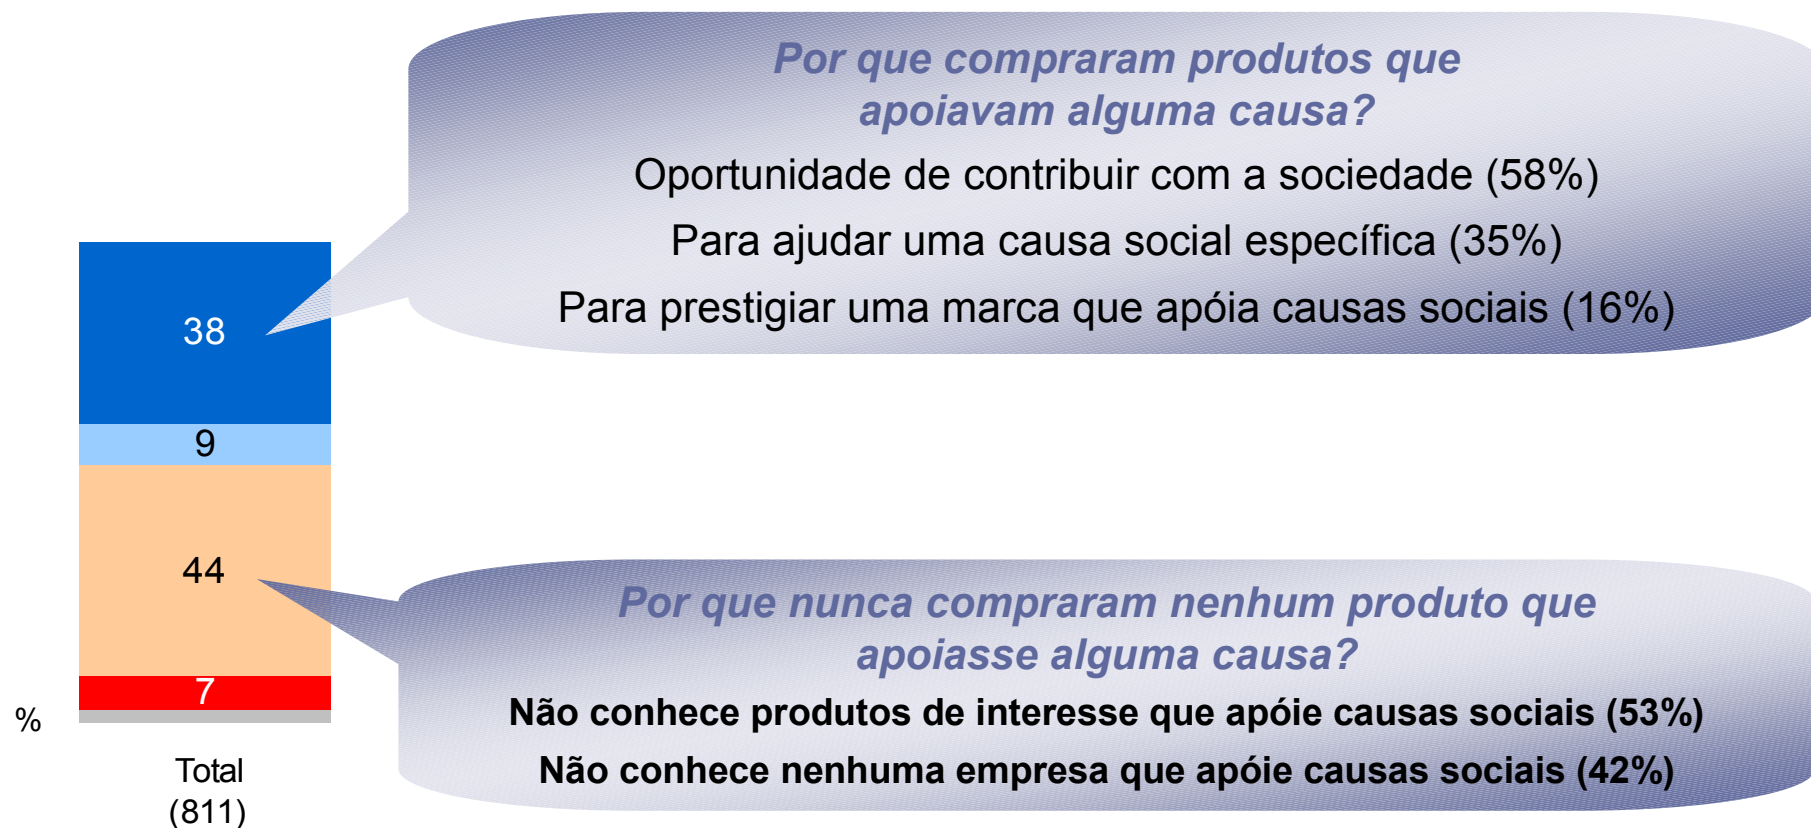 Por que compraram produtos que
apoiavam alguma causa?
Oportunidade de contribuir com a sociedade (58%)
Para ajudar uma causa social específica (35%)
Para prestigiar uma marca que apóia causas sociais (16%)
38
9
44
7
%
Total
(811)
Por que nunca compraram nenhum produto que
apoiasse alguma causa?
Não conhece produtos de interesse que apóie causas sociais (53%)
Não conhece nenhuma empresa que apóie causas sociais (42%)